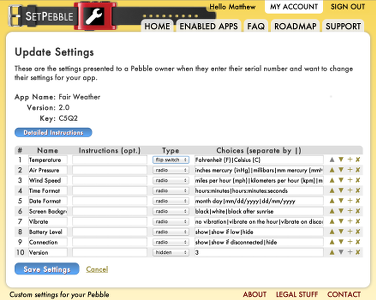 SETPEBBLE
Hello Matthew MY ACCOUNT SIGN OUT
HOME ENABLED APPS FAQ ROADMAP SUPPORT
Update Settings
These are the settings presented to a Pebble owner when they enter their serial number and want to change
their settings for your app.
App Name: Fair Weather
Version: 2.0
Key: C5Q2
Detailed Instructions
# Name Instructions (opt.) Type Choices (separate by |)
1 Temperature flip switch Fahrenheit (F)|Celsius (C)
2 Air Pressure radio inches mercury (inHg)|millibars|mm mercury (mmH
3 Wind Speed radio miles per hour (mph)|kilometers per hour (kpm)|
4 Time Format radio hours:minutes|hours:minutes:seconds
5 Date Format radio month day|mm/dd/yyyy|dd/mm/yyyy
6 Screen Backgr radio black|white|black after sunrise
7 Vibrate radio no vibration|vibrate on the hour|vibrate on discon
8 Battery Level radio show|show if low|hide
9 Connection radio show|show if disconnected|hide
10 Version hidden 3
Save Settings Cancel
Custom settings for your Pebble ABOUT LEGAL STUFF CONTACT